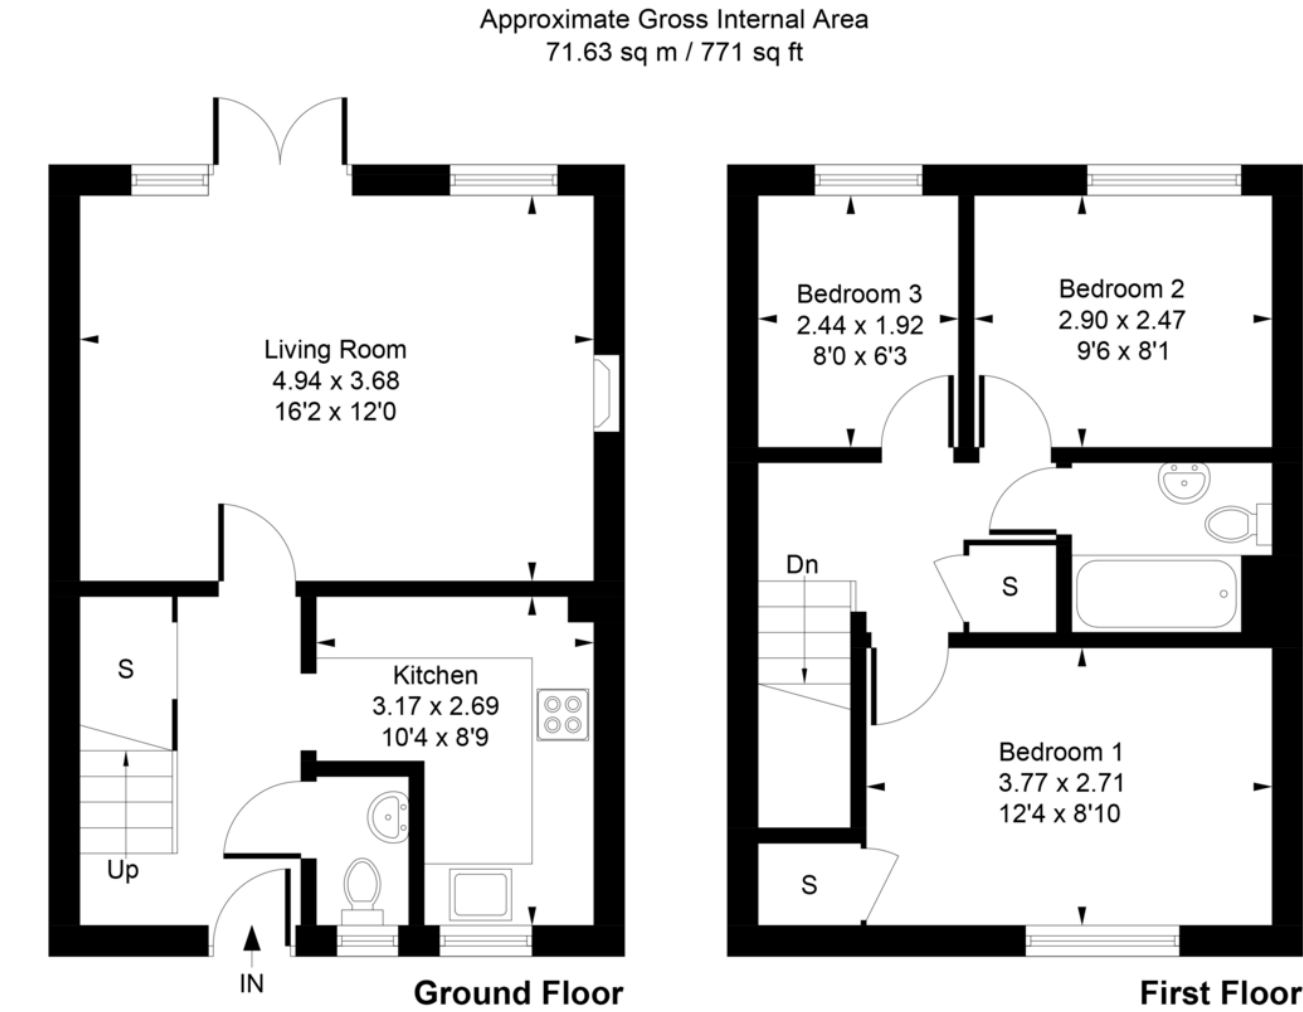 Approximate Gross Internal Area
71.63 sq m / 771 sq ft
Living Room
4.94 x 3.68
16'2 x 12'0
S
Up
Kitchen
3.17 x 2.69
10'4 x 8'9
IN
Ground Floor
Bedroom 3
2.44 x 1.92
8'0 x 6'3
Bedroom 2
2.90 x 2.47
9'6 x 8'1
Dn
S
Bedroom 1
3.77 x 2.71
12'4 x 8'10
S
First Floor